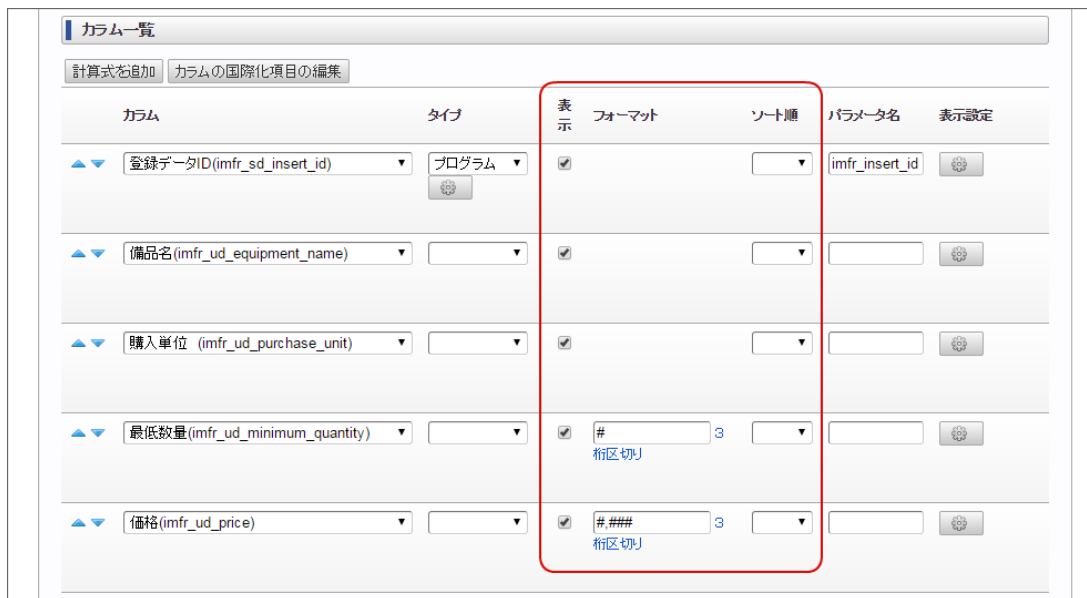 カラム一覧
計算式を追加 カラムの国際化項目の編集
カラム タイプ 表示 フォーマット ソート順 パラメータ名 表示設定
登録データID(imfr_sd_insert_id) プログラム imfr_insert_id
備品名(imfr_ud_equipment_name)
購入単位 (imfr_ud_purchase_unit)
最低数量(imfr_ud_minimum_quantity) # 3
桁区切り
価格(imfr_ud_price) #,### 3
桁区切り